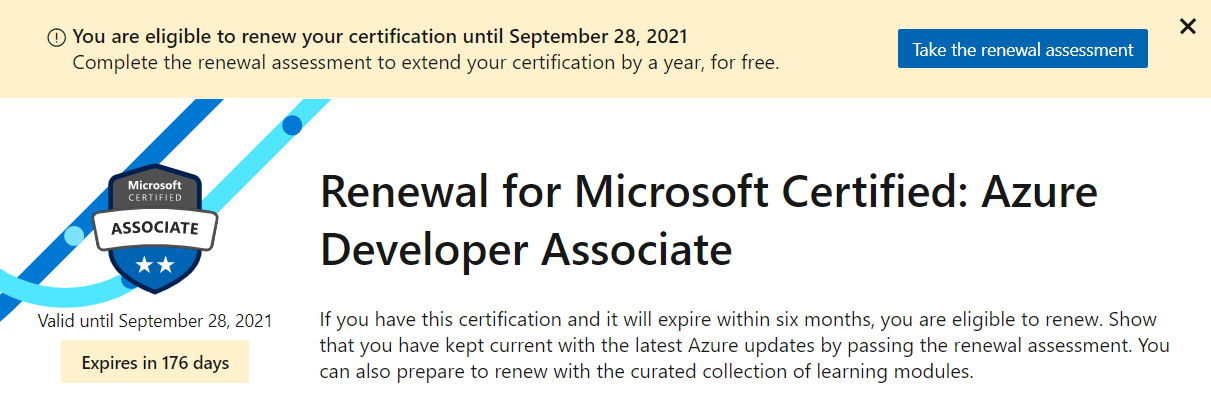 You are eligible to renew your certification until September 28, 2021
Complete the renewal assessment to extend your certification by a year, for free.
Take the renewal assessment
Microsoft
CERTIFIED
ASSOCIATE
Valid until September 28, 2021
Expires in 176 days
Renewal for Microsoft Certified: Azure
Developer Associate
If you have this certification and it will expire within six months, you are eligible to renew. Show
that you have kept current with the latest Azure updates by passing the renewal assessment. You
can also prepare to renew with the curated collection of learning modules.